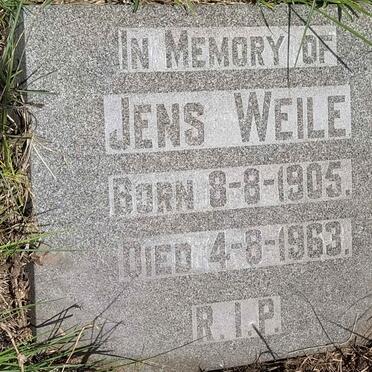 In Memory of
Jens Weile
Born 8-8-1905.
Died 4-8-1963.
R.I.P.